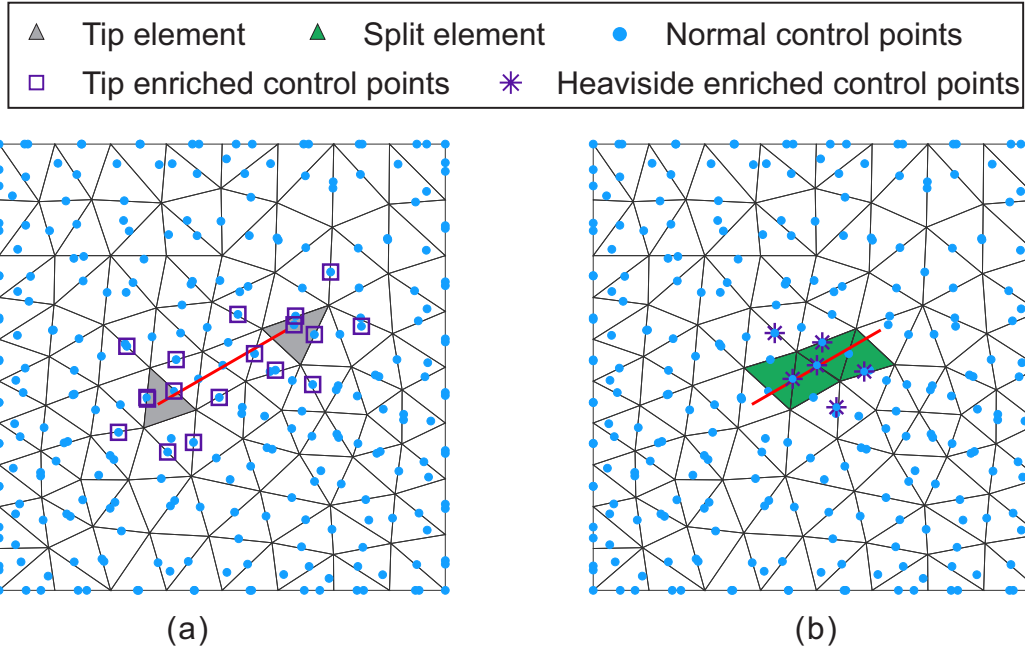 Tip element Split element Normal control points
Tip enriched control points Heaviside enriched control points
(a) (b)